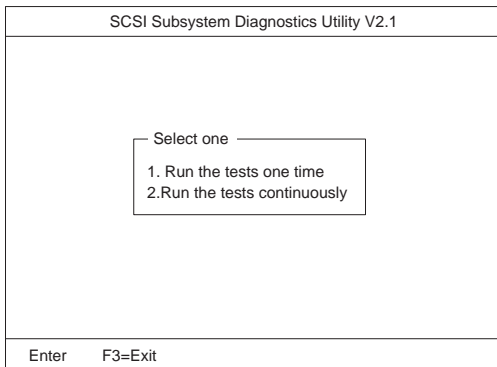 SCSI Subsystem Diagnostics Utility V2.1
Select one
1. Run the tests one time
2.Run the tests continuously
Enter F3=Exit